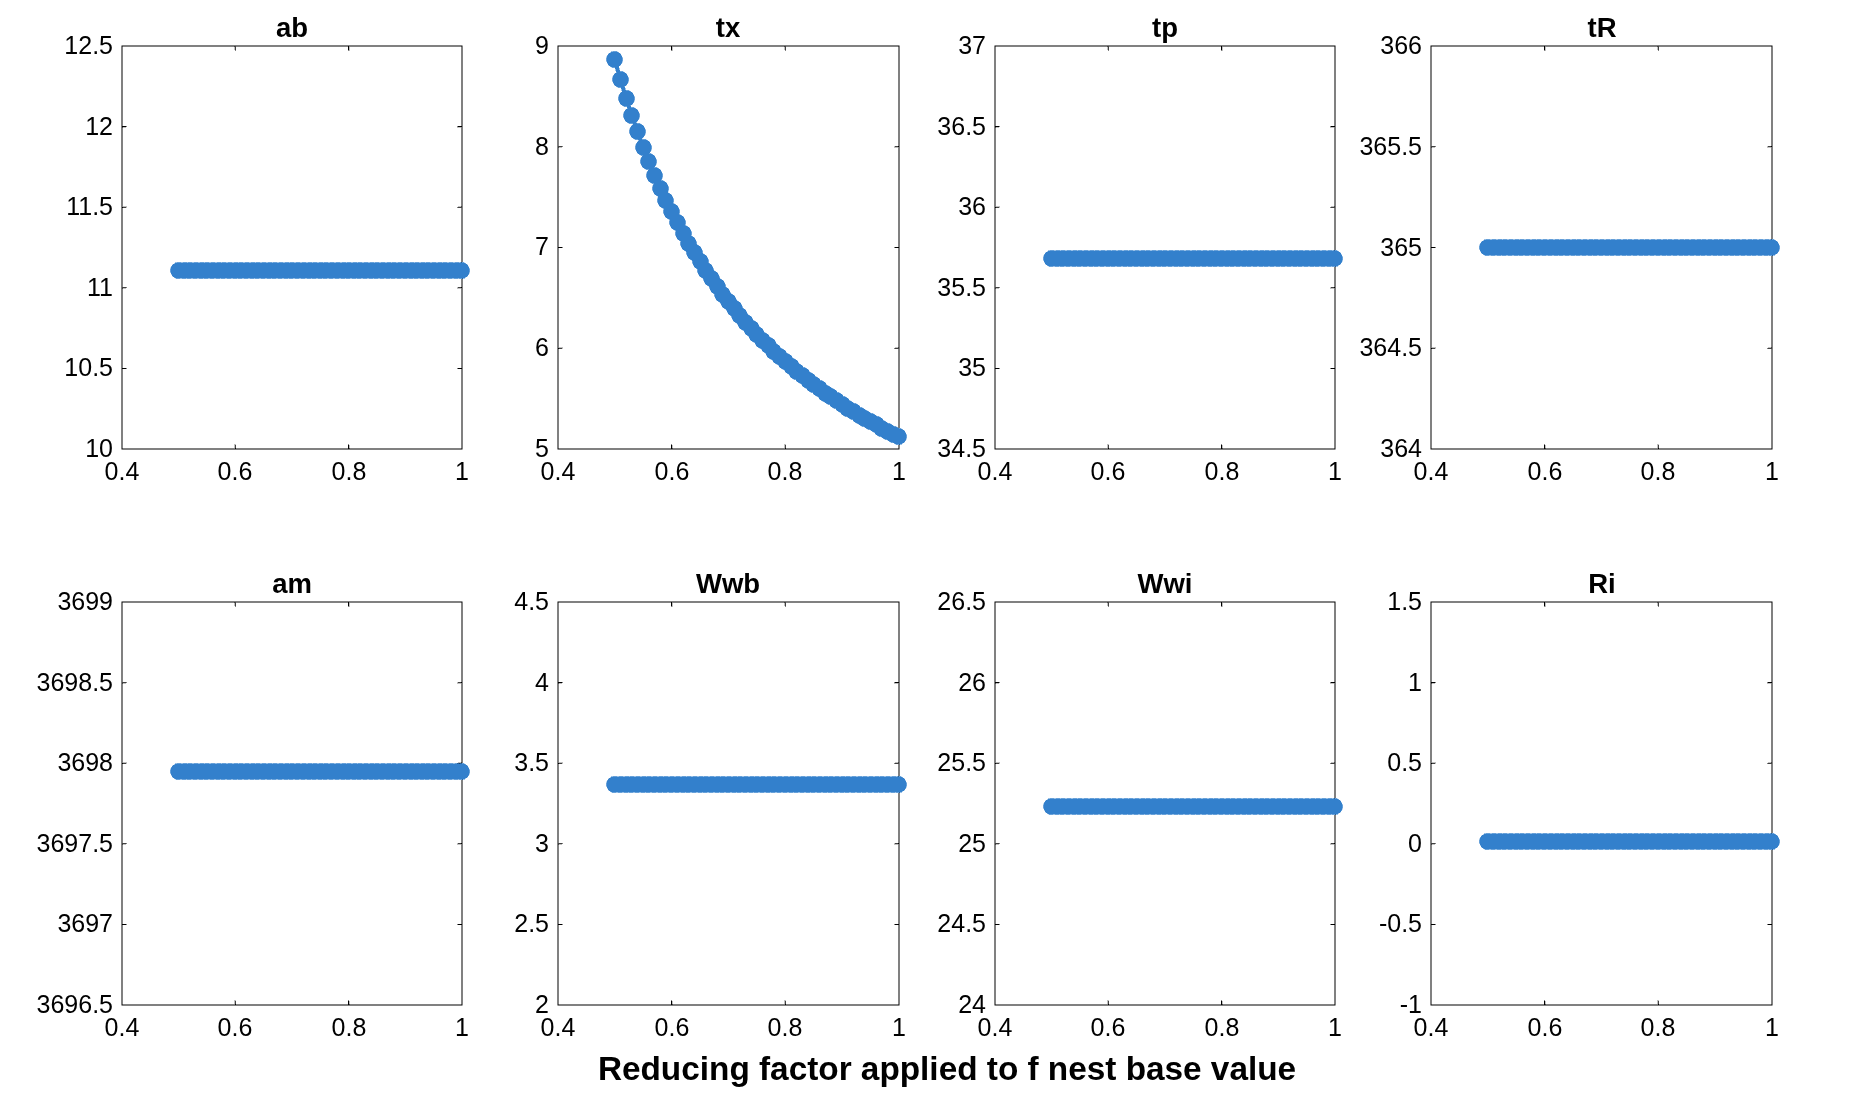 ab tx tp tR
12.5 9 37 366
12 8 36.5 365.5
11.5 7 36 365
11 6 35.5 364.5
10.5 5 35 364
10 34.5
0.4 0.6 0.8 1 0.4 0.6 0.8 1 0.4 0.6 0.8 1 0.4 0.6 0.8 1
am Wwb Wwi Ri
3699 4.5 26.5 1.5
3698.5 4 26 1
3698 3.5 25.5 0.5
3697.5 3 25 0
3697 2.5 24.5 -0.5
3696.5 2 24 -1
0.4 0.6 0.8 1 0.4 0.6 0.8 1 0.4 0.6 0.8 1 0.4 0.6 0.8 1
Reducing factor applied to f nest base value